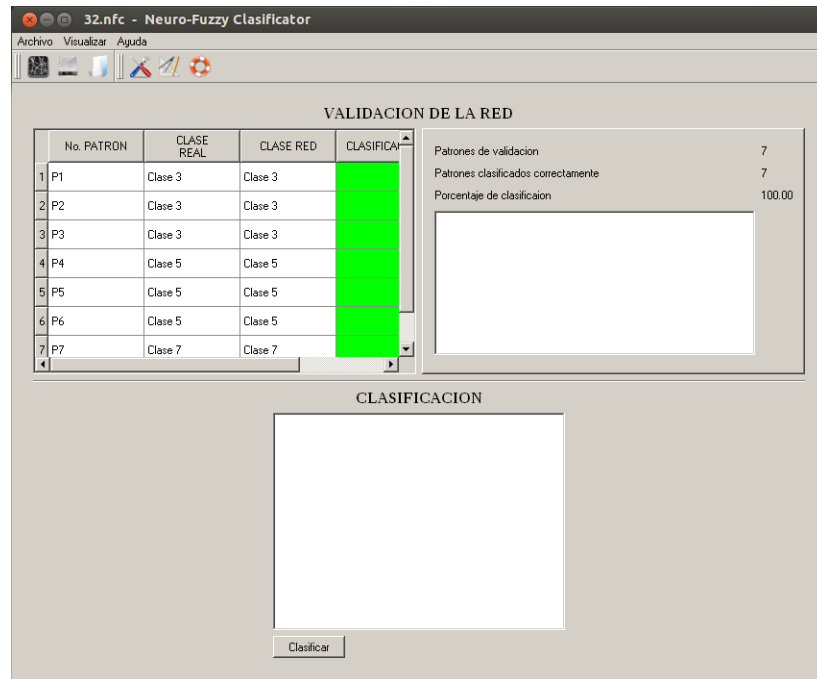 32.nfc - Neuro-Fuzzy Clasificator
Archivo Visualizar Ayuda
VALIDACION DE LA RED
No. PATRON CLASE REAL CLASE RED CLASIFICA
1 P1 Clase 3 Clase 3
2 P2 Clase 3 Clase 3
3 P3 Clase 3 Clase 3
4 P4 Clase 5 Clase 5
5 P5 Clase 5 Clase 5
6 P6 Clase 5 Clase 5
7 P7 Clase 7 Clase 7
Patrones de validacion 7
Patrones clasificados correctamente 7
Porcentaje de clasificaion 100.00
CLASIFICACION
Clasificar